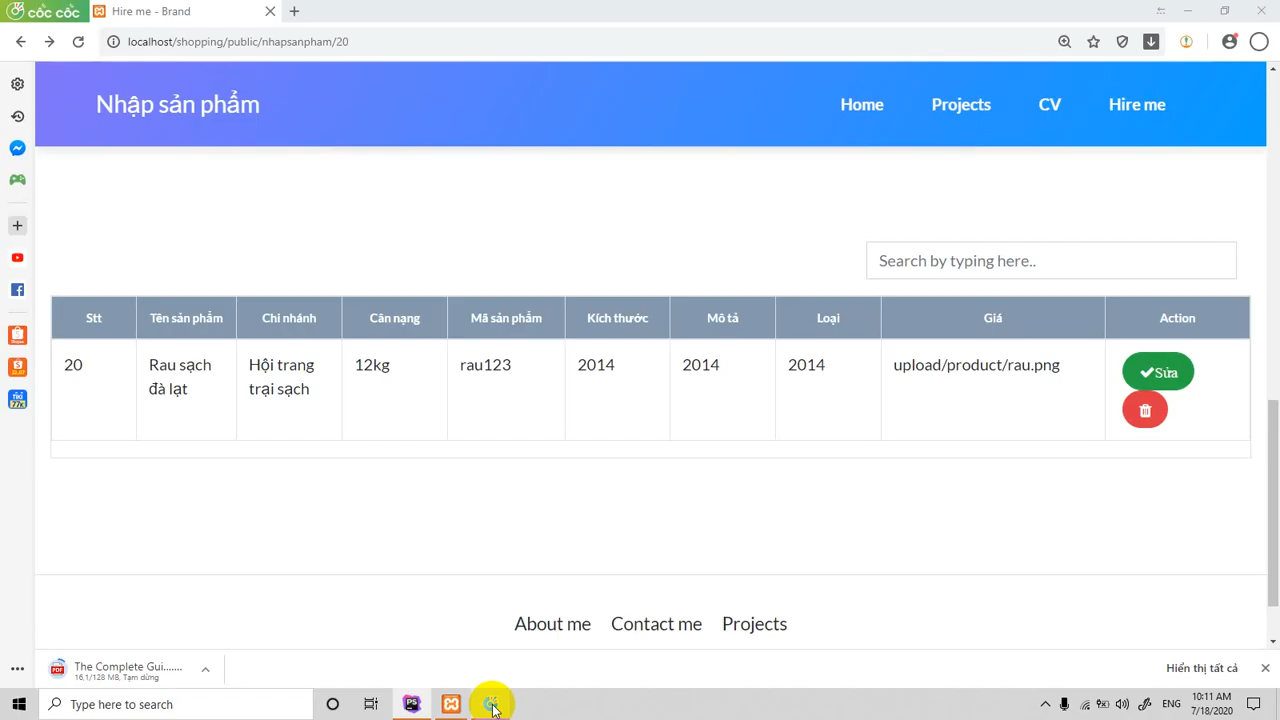 cốc cốc
Hire me - Brand
localhost/shopping/public/nhapsanpham/20
Nhập sản phẩm
Home
Projects
CV
Hire me
Search by typing here..
Stt
Tên sản phẩm
Chi nhánh
Cân nạng
Mã sản phẩm
Kích thước
Mô tả
Loại
Giá
Action
20
Rau sạch
đà lạt
Hội trang
trại sạch
12kg
rau123
2014
2014
2014
upload/product/rau.png
Sửa
About me
Contact me
Projects
The Complete Gui.......
16,1/128 MB, Tạm dừng
Hiển thị tất cả
Type here to search
ENG
10:11 AM
7/18/2020